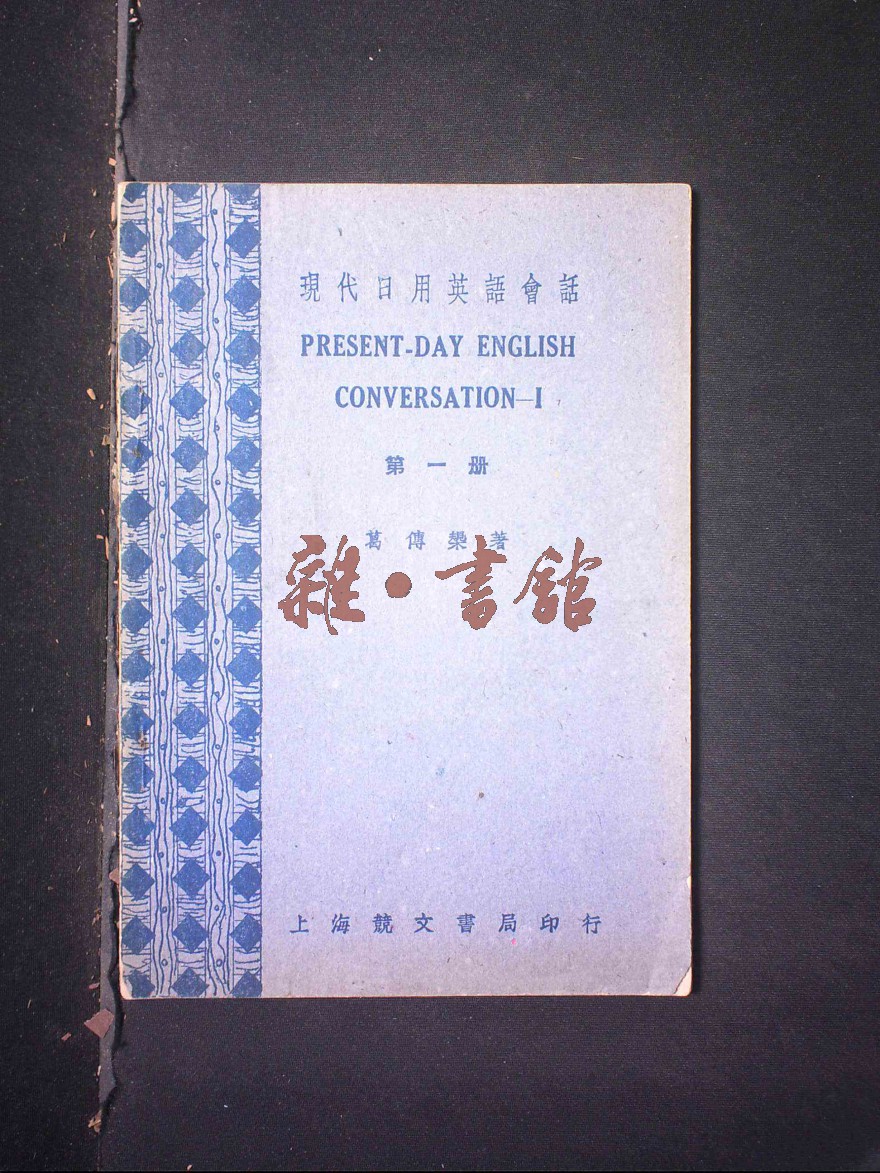 現代日用英語會話
PRESENT-DAY ENGLISH
CONVERSATION—I
第一册
葛傳槼著
雜·書館
上海競文書局印行